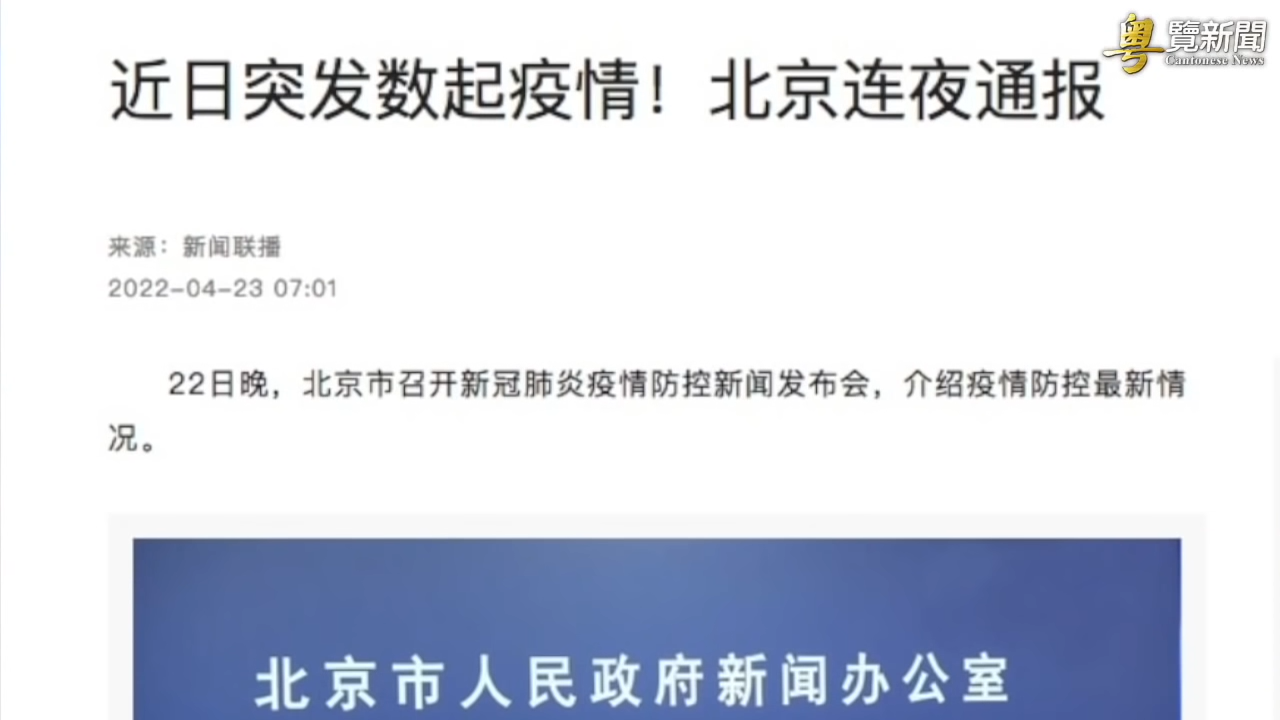 粤覽新聞
Cantonese News
近日突发数起疫情！北京连夜通报
来源：新闻联播
2022-04-23 07:01
22日晚，北京市召开新冠肺炎疫情防控新闻发布会，介绍疫情防控最新情
况。
北京市人民政府新闻办公室